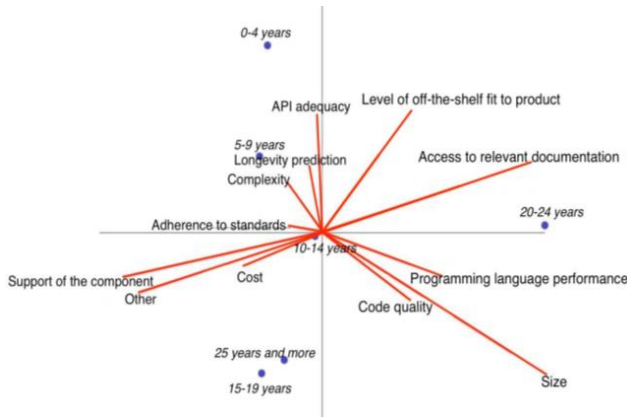 0-4 years
Level of off-the-shelf fit to product
API adequacy
5-9 years
Longevity prediction
Access to relevant documentation
Complexity
20-24 years
Adherence to standards
10-14 years
Support of the component
Cost
Programming language performance
Other
Code quality
25 years and more
Size
15-19 years